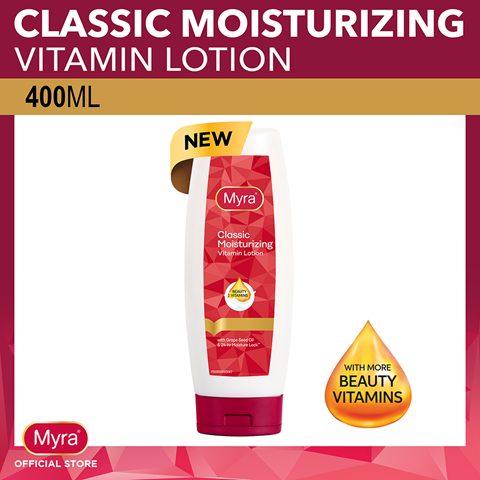 CLASSIC MOISTURIZING
VITAMIN LOTION
400ML
NEW
Myra®
Classic
Moisturizing
Vitamin Lotion
BEAUTY
VITAMINS
with Grape Seed Oil
& 24-Hr Moisture Lock™
WITH MORE
BEAUTY
VITAMINS
Myra®
OFFICIAL STORE